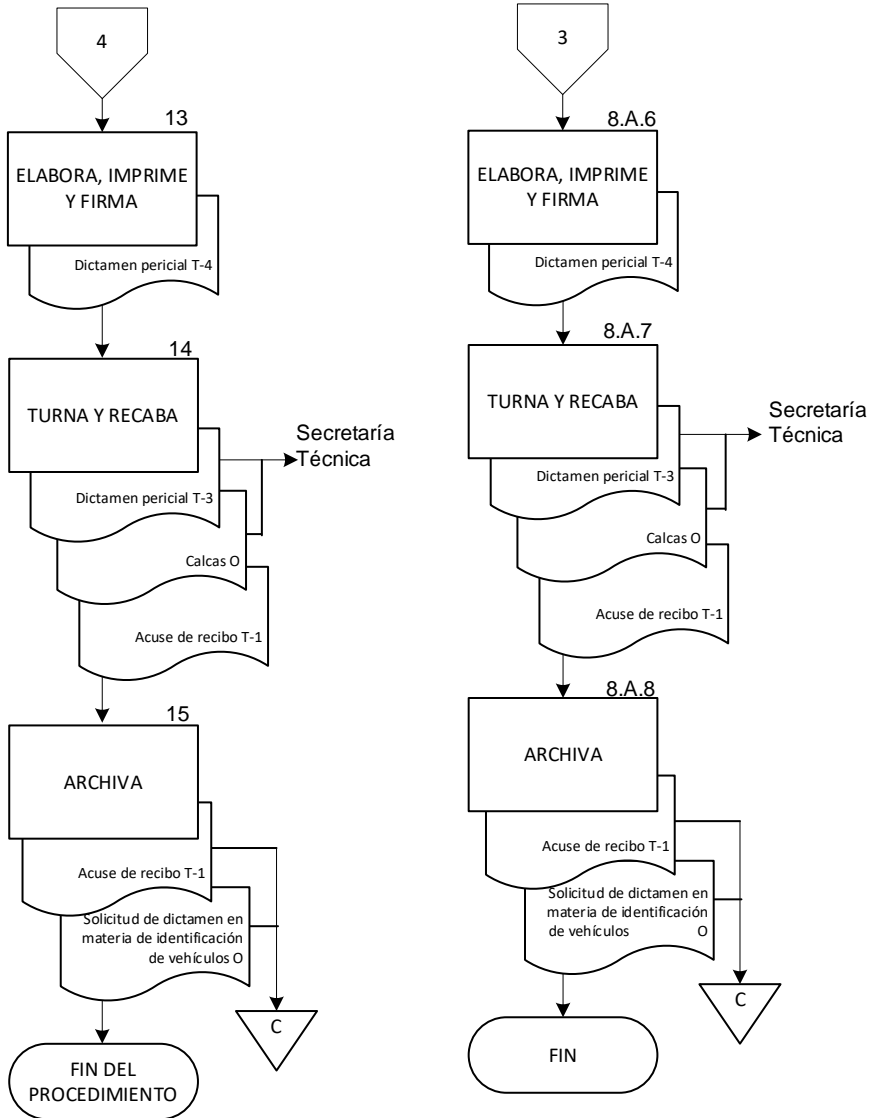 4
13
ELABORA, IMPRIME
Y FIRMA
Dictamen pericial T-4
14
TURNA Y RECABA
Secretaría
Técnica
Dictamen pericial T-3
Calcas O
Acuse de recibo T-1
15
ARCHIVA
Acuse de recibo T-1
Solicitud de dictamen en
materia de identificación
de vehículos O
C
FIN DEL
PROCEDIMIENTO
3
8.A.6
ELABORA, IMPRIME
Y FIRMA
Dictamen pericial T-4
8.A.7
TURNA Y RECABA
Secretaría
Técnica
Dictamen pericial T-3
Calcas O
Acuse de recibo T-1
8.A.8
ARCHIVA
Acuse de recibo T-1
Solicitud de dictamen en
materia de identificación
de vehículos O
C
FIN